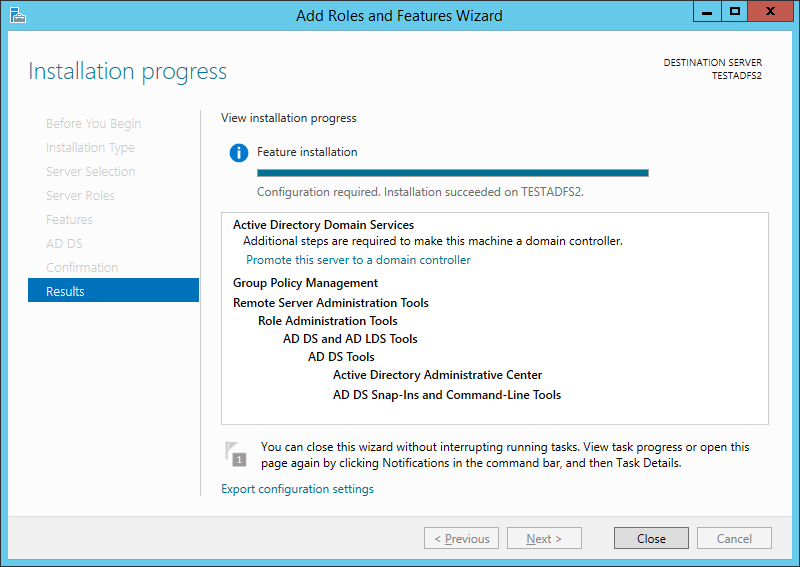 Add Roles and Features Wizard
Installation progress
DESTINATION SERVER
TESTADFS2
Before You Begin
Installation Type
Server Selection
Server Roles
Features
AD DS
Confirmation
Results
View installation progress
Feature installation
Configuration required. Installation succeeded on TESTADFS2.
Active Directory Domain Services
Additional steps are required to make this machine a domain controller.
Promote this server to a domain controller
Group Policy Management
Remote Server Administration Tools
Role Administration Tools
AD DS and AD LDS Tools
AD DS Tools
Active Directory Administrative Center
AD DS Snap-Ins and Command-Line Tools
1
You can close this wizard without interrupting running tasks. View task progress or open this
page again by clicking Notifications in the command bar, and then Task Details.
Export configuration settings
< Previous
Next >
Close
Cancel